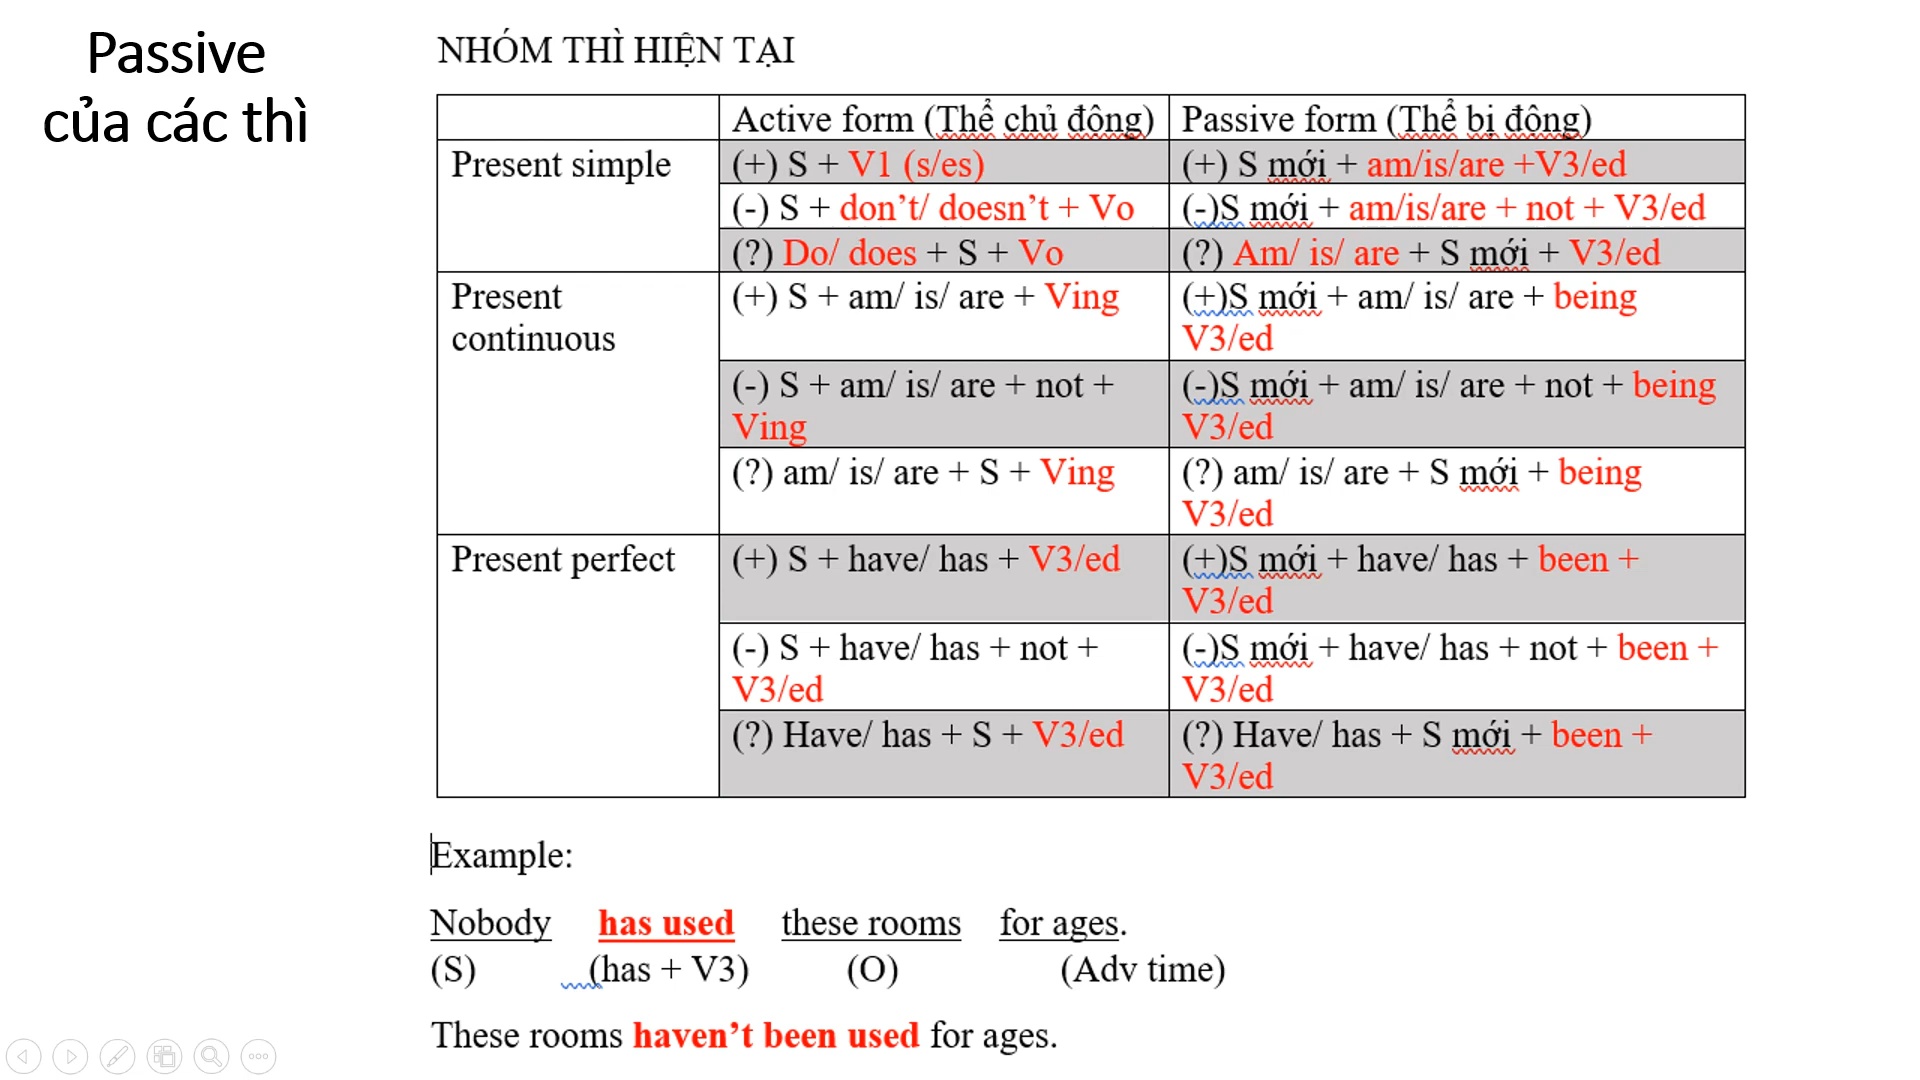 Passive
của các thì
NHÓM THÌ HIỆN TẠI
Active form (Thể chủ động) Passive form (Thể bị động)
Present simple (+) S + V1 (s/es) (+) S mới + am/is/are +V3/ed
(-) S + don’t/ doesn’t + Vo (-)S mới + am/is/are + not + V3/ed
(?) Do/ does + S + Vo (?) Am/ is/ are + S mới + V3/ed
Present (+) S + am/ is/ are + Ving (+)S mới + am/ is/ are + being
continuous V3/ed
(-) S + am/ is/ are + not + (-)S mới + am/ is/ are + not + being
Ving V3/ed
(?) am/ is/ are + S + Ving (?) am/ is/ are + S mới + being
V3/ed
Present perfect (+) S + have/ has + V3/ed (+)S mới + have/ has + been +
V3/ed
(-) S + have/ has + not + (-)S mới + have/ has + not + been +
V3/ed V3/ed
(?) Have/ has + S + V3/ed (?) Have/ has + S mới + been +
V3/ed
Example:
Nobody has used these rooms for ages.
(S) (has + V3) (O) (Adv time)
These rooms haven’t been used for ages.